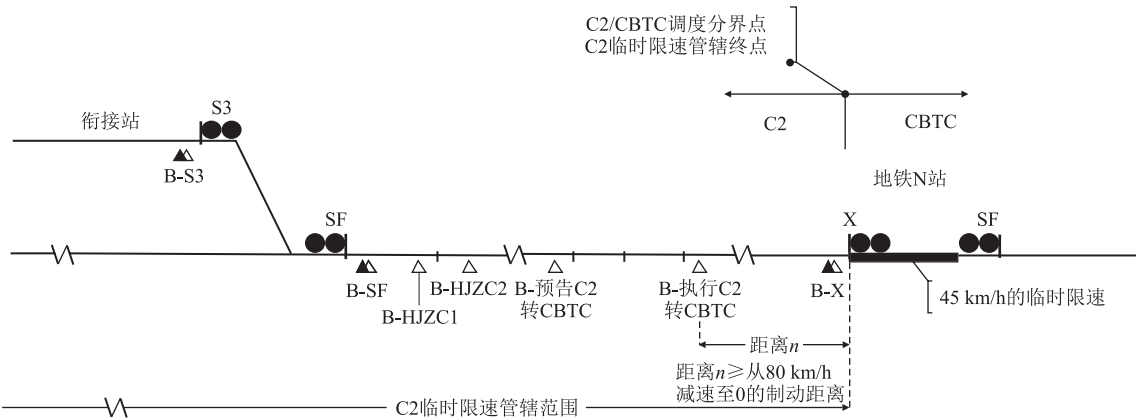 C2/CBTC调度分界点
C2临时限速管辖终点
C2
CBTC
衔接站
S3
B-S3
地铁N站
SF
X
SF
B-SF
B-HJZC1
B-HJZC2
B-预告C2
转CBTC
B-执行C2
转CBTC
B-X
45 km/h的临时限速
距离n
距离n≥从80 km/h
减速至0的制动距离
C2临时限速管辖范围